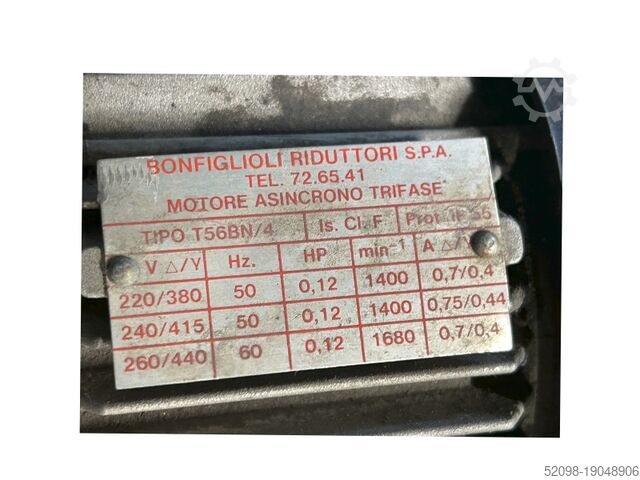 BONFIGLIOLI RIDUTTORI S.P.A.
TEL. 72.65.41
MOTORE ASINCRONO TRIFASE
TIPO T56BN/4 Is. Cl. F Prot. IP 55
V △/Y Hz. HP min-1 A △/Y
220/380 50 0,12 1400 0,7/0,4
240/415 50 0,12 1400 0,75/0,44
260/440 60 0,12 1680 0,7/0,4
52098-19048906